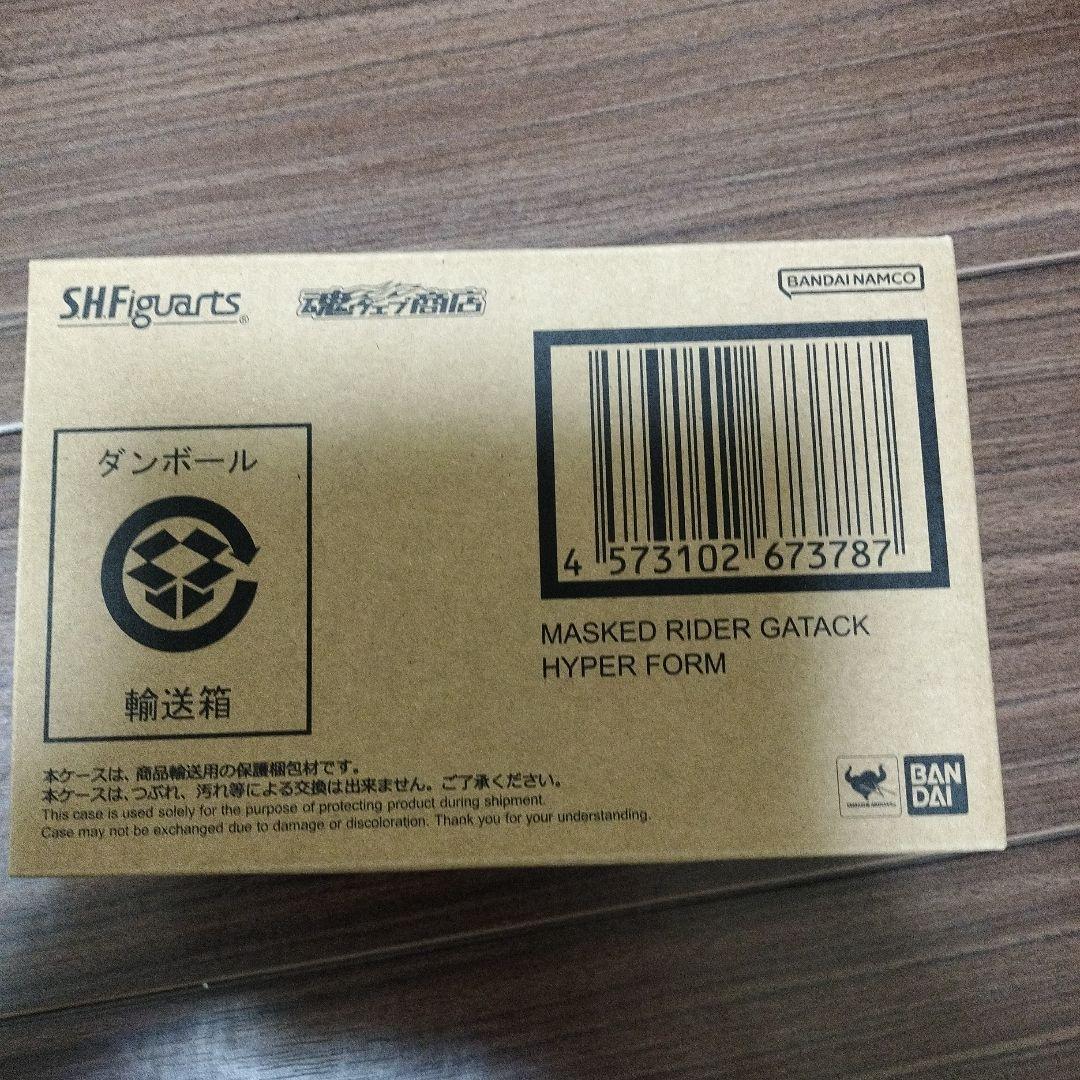 S.H.Figuarts®
魂ウェブ商店
BANDAI NAMCO
ダンボール
輸送箱
4 573102 673787
MASKED RIDER GATACK
HYPER FORM
本ケースは、商品輸送用の保護梱包材です。
本ケースは、つぶれ、汚れ等による交換は出来ません。ご了承ください。
This case is used solely for the purpose of protecting product during shipment.
Case may not be exchanged due to damage or discoloration. Thank you for your understanding.
BAN
DAI